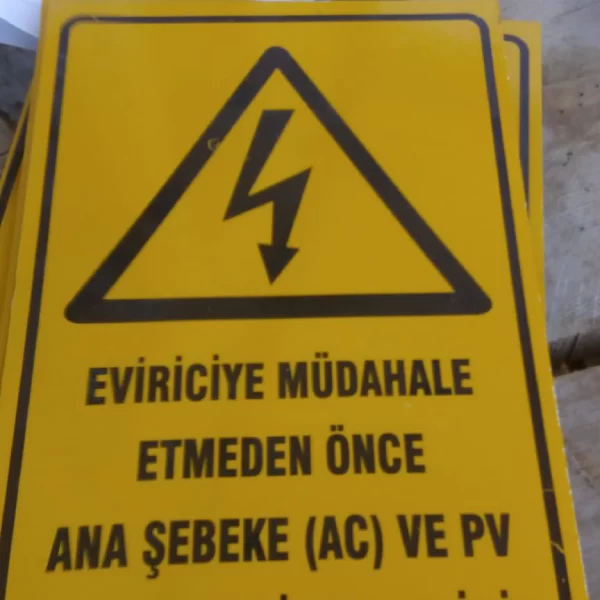 EVİRİCİYE MÜDAHALE
ETMEDEN ÖNCE
ANA ŞEBEKE (AC) VE PV